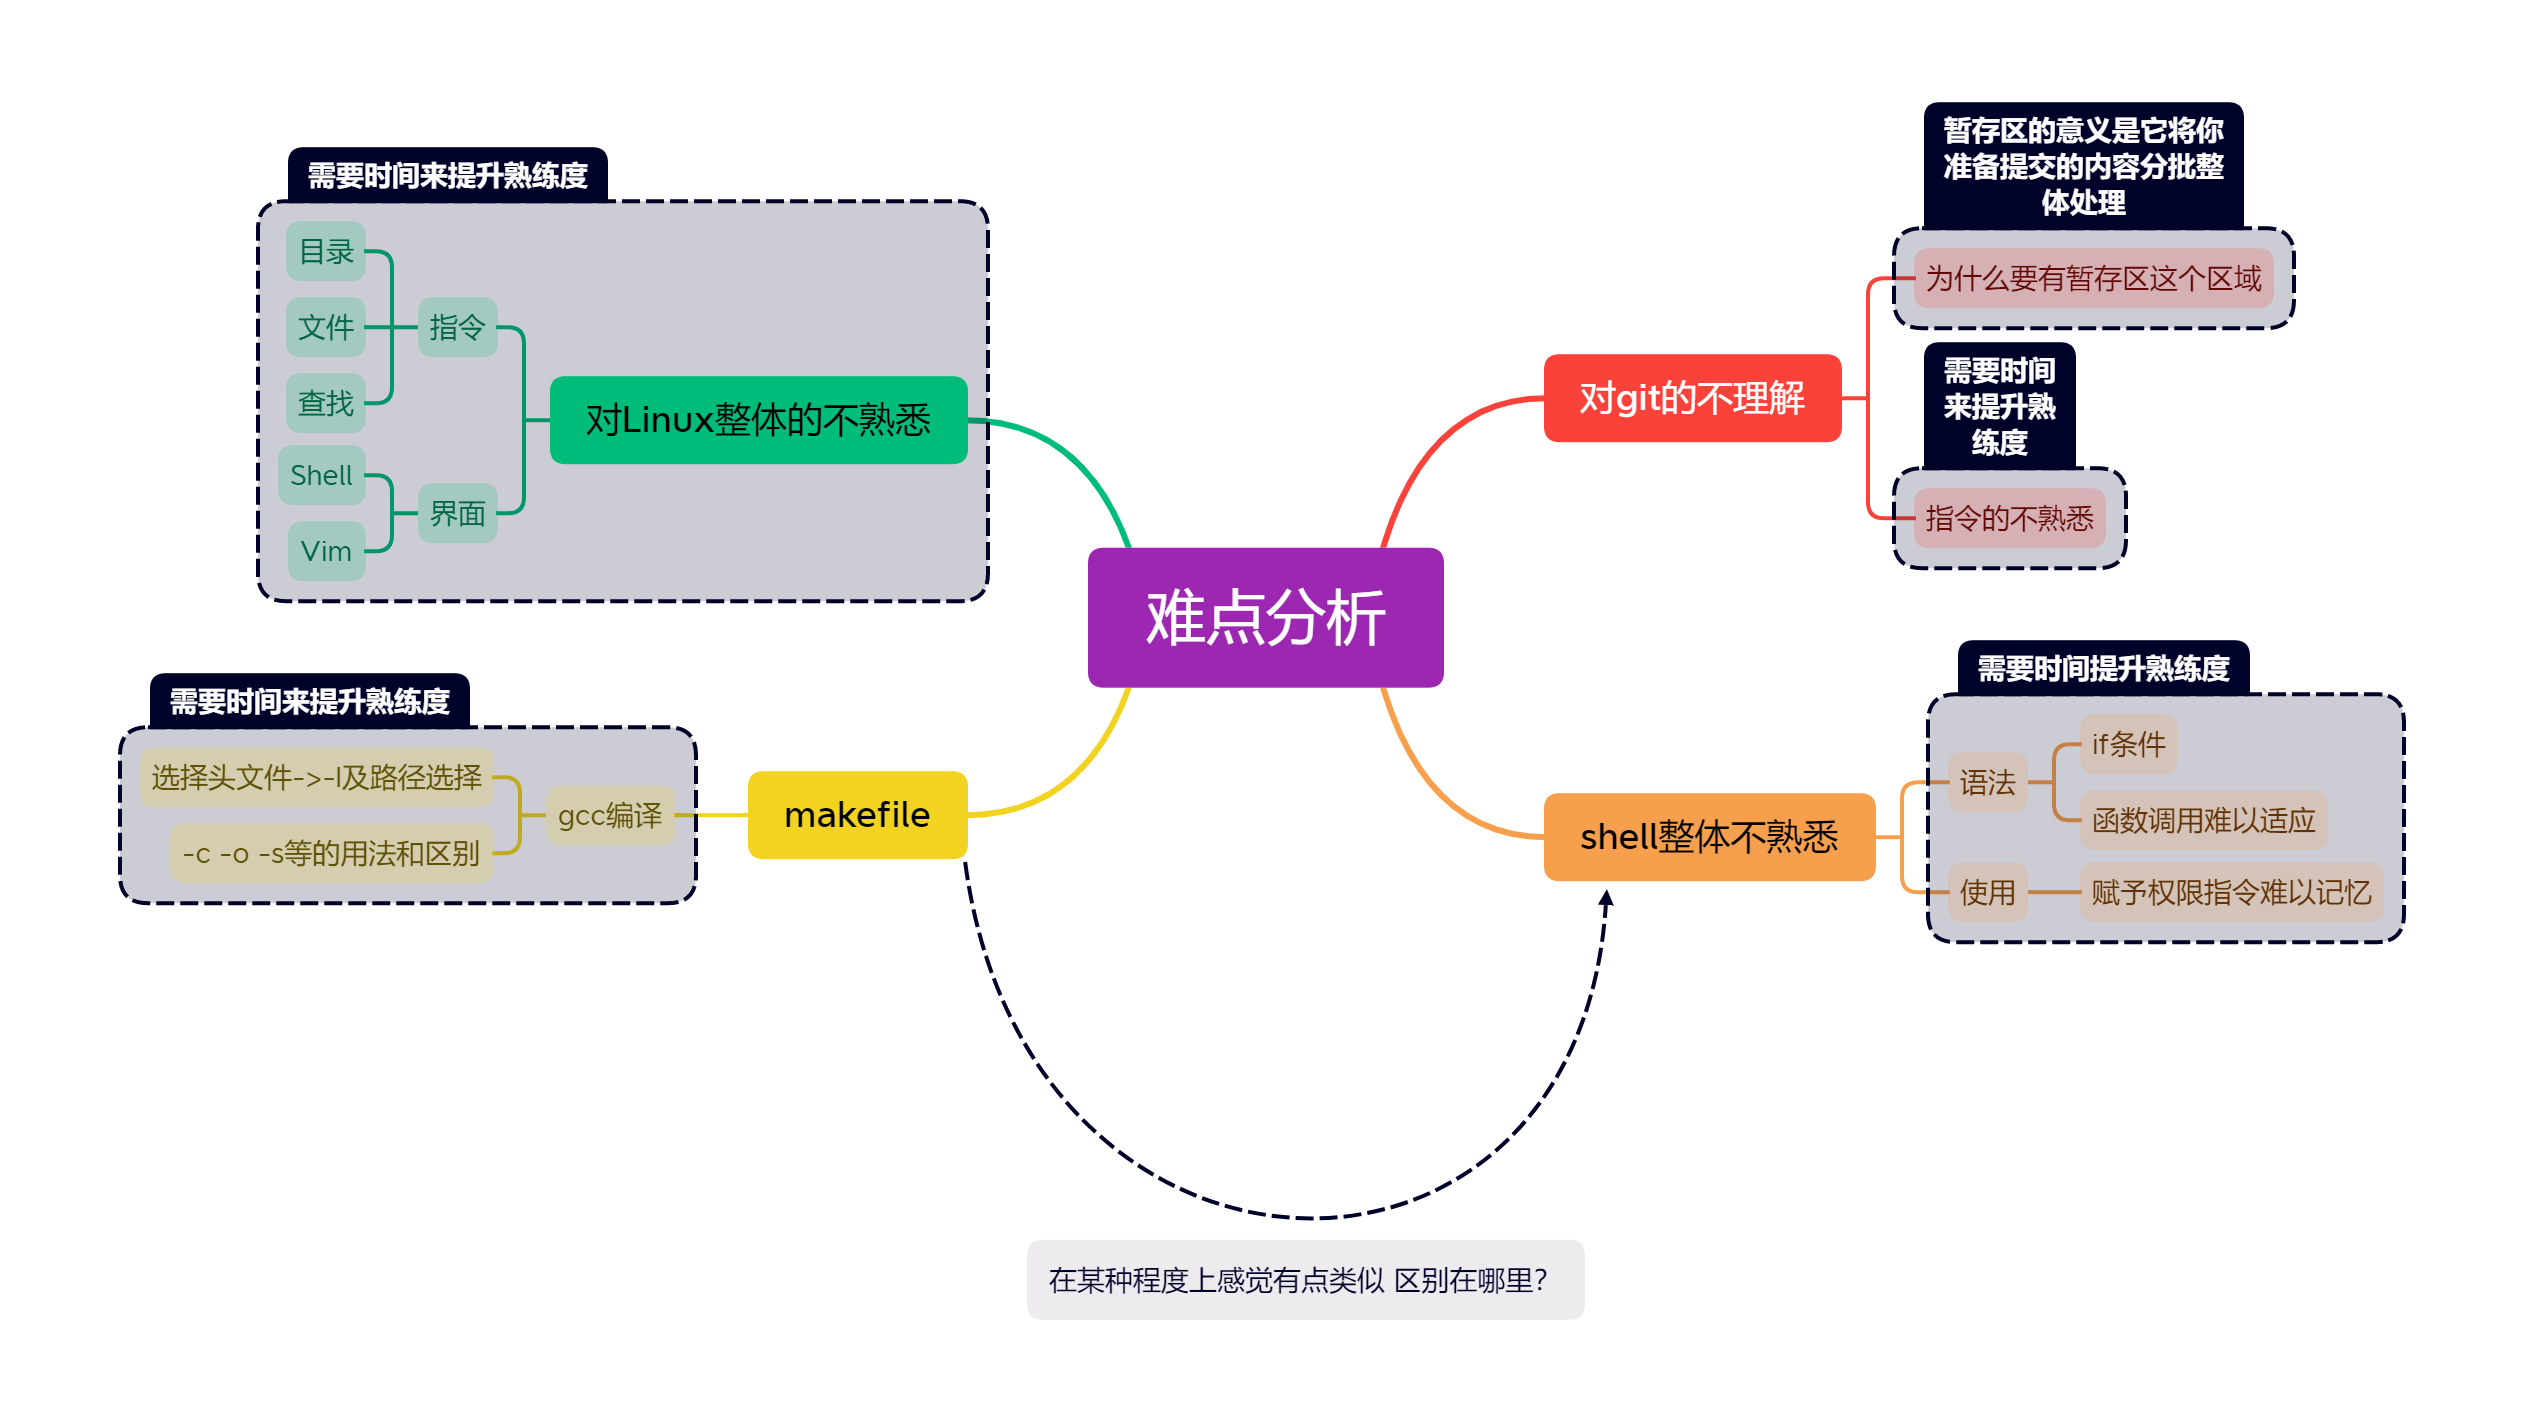 难点分析
需要时间来提升熟练度
目录
文件
查找
指令
Shell
Vim
界面
对Linux整体的不熟悉
需要时间来提升熟练度
选择头文件->-I及路径选择
-c -o -s等的用法和区别
gcc编译
makefile
暂存区的意义是它将你
准备提交的内容分批整
体处理
为什么要有暂存区这个区域
对git的不理解
需要时间
来提升熟
练度
指令的不熟悉
需要时间提升熟练度
shell整体不熟悉
语法
if条件
函数调用难以适应
使用
赋予权限指令难以记忆
在某种程度上感觉有点类似 区别在哪里？